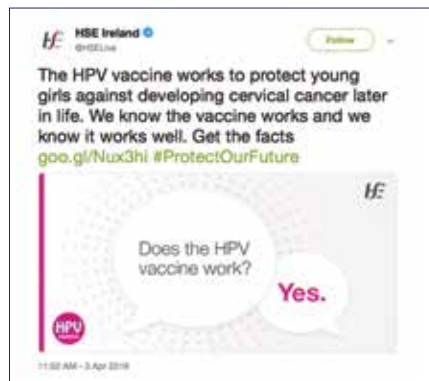 HSE Ireland
@HSELive
Follow
The HPV vaccine works to protect young
girls against developing cervical cancer later
in life. We know the vaccine works and we
know it works well. Get the facts
goo.gl/Nux3hi #ProtectOurFuture
HE
Does the HPV
vaccine work?
Yes.
HPV
11:02 AM - 3 Apr 2018